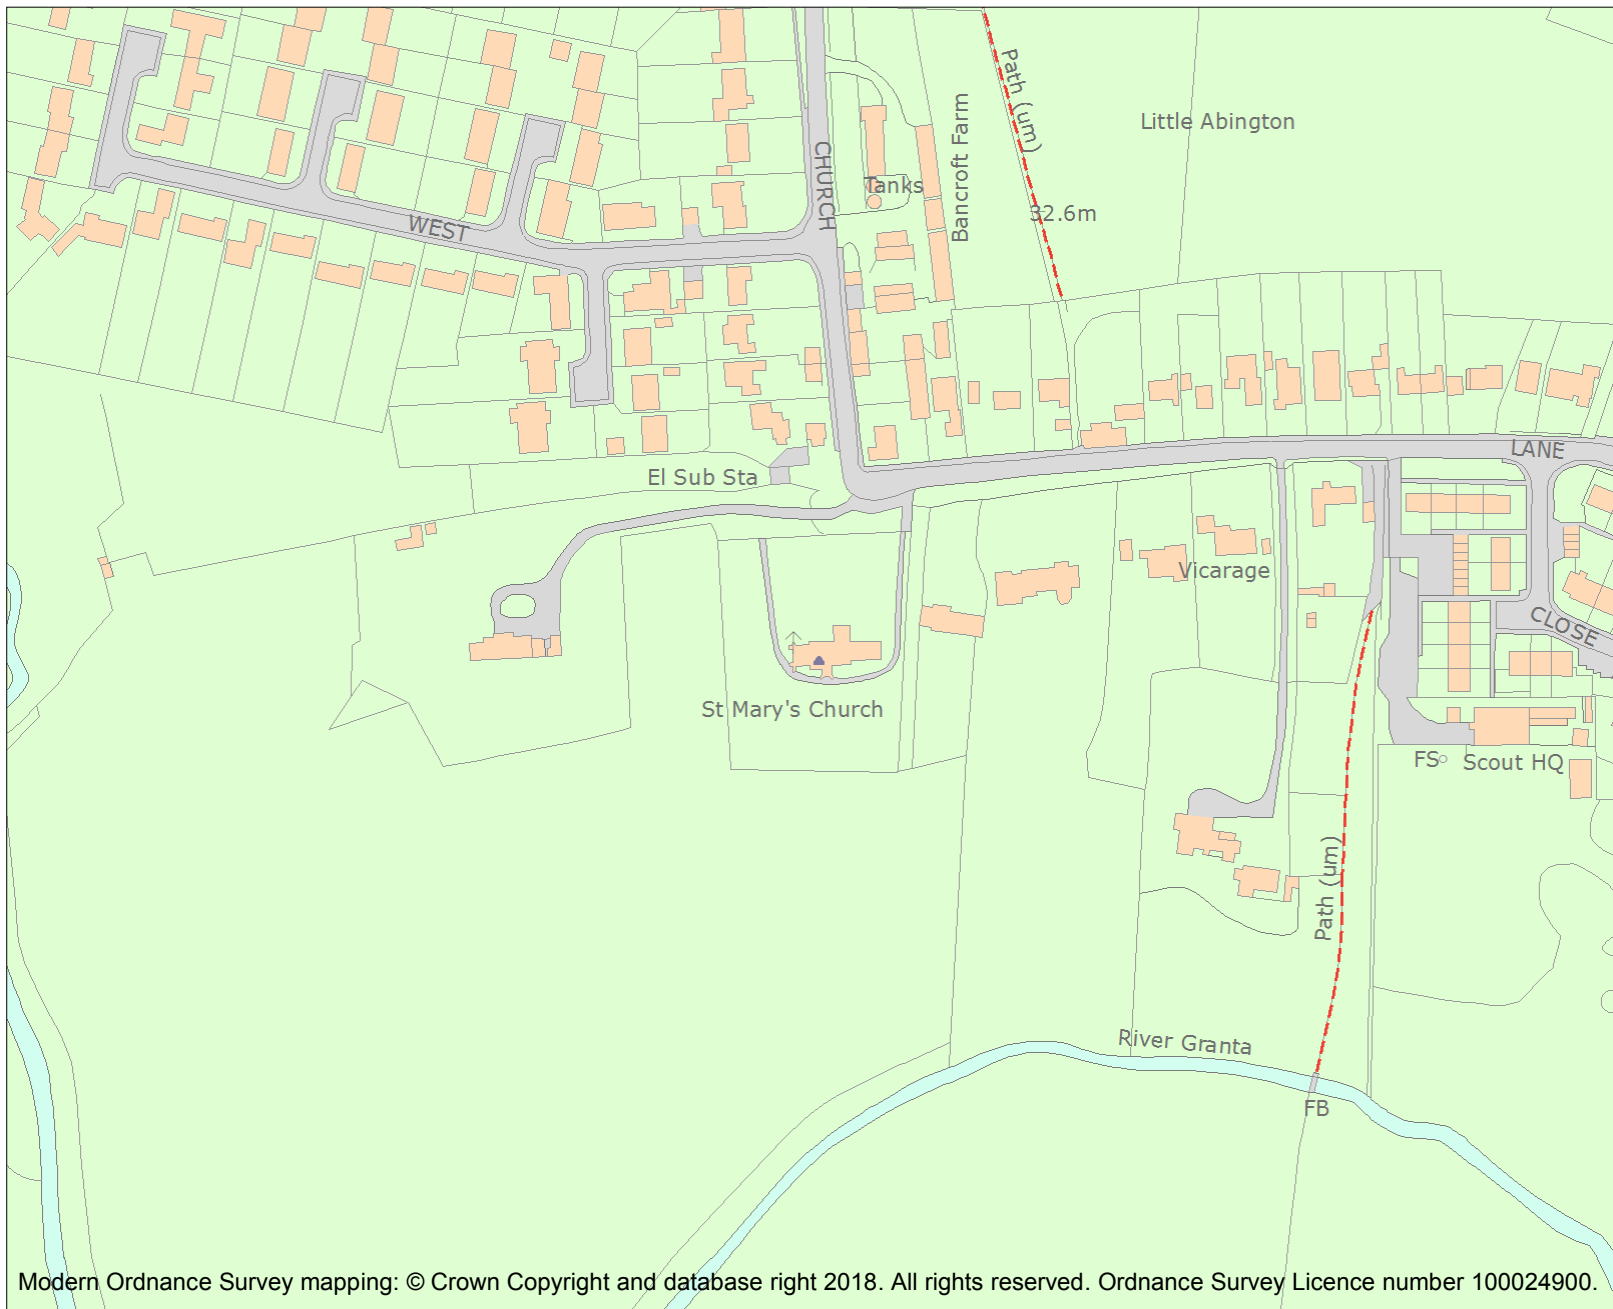 Path (um)
Little Abington
CHURCH
Bancroft Farm
Tanks
32.6m
WEST
LANE
El Sub Sta
Vicarage
CLOSE
St Mary's Church
FS
Scout HQ
Path (um)
River Granta
FB
Modern Ordnance Survey mapping: © Crown Copyright and database right 2018. All rights reserved. Ordnance Survey Licence number 100024900.